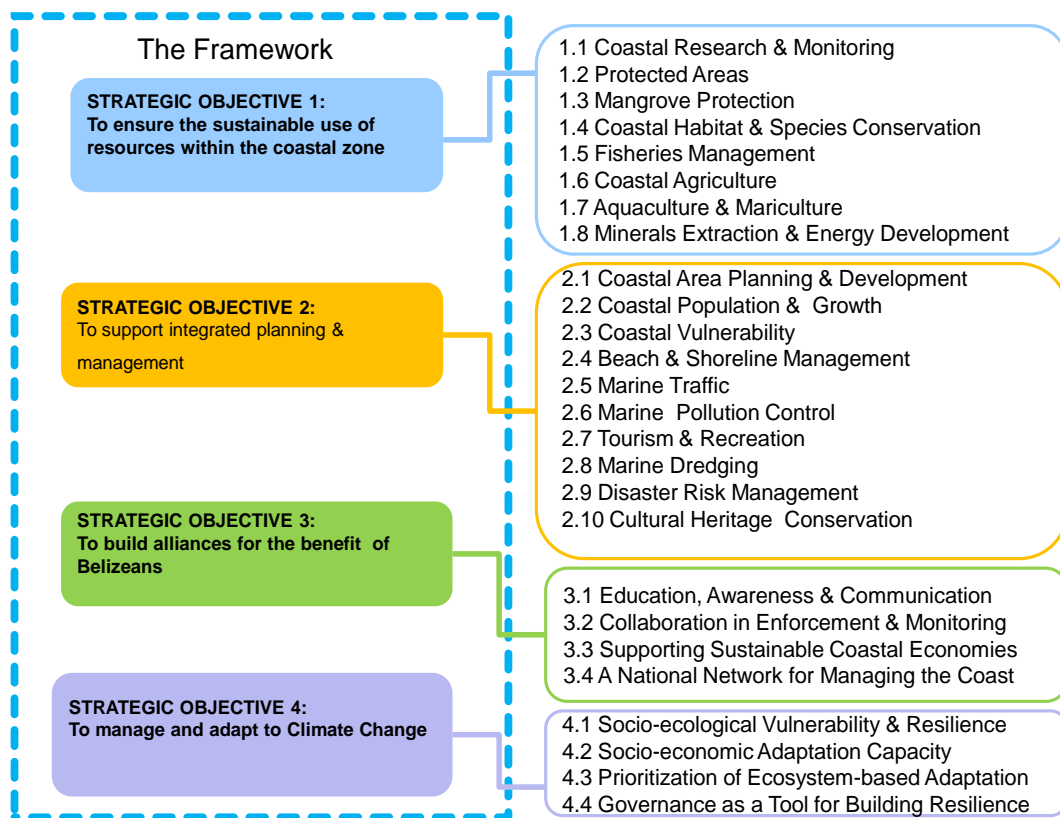 The Framework
STRATEGIC OBJECTIVE 1:
To ensure the sustainable use of
resources within the coastal zone
1.1 Coastal Research & Monitoring
1.2 Protected Areas
1.3 Mangrove Protection
1.4 Coastal Habitat & Species Conservation
1.5 Fisheries Management
1.6 Coastal Agriculture
1.7 Aquaculture & Mariculture
1.8 Minerals Extraction & Energy Development
STRATEGIC OBJECTIVE 2:
To support integrated planning &
management
2.1 Coastal Area Planning & Development
2.2 Coastal Population & Growth
2.3 Coastal Vulnerability
2.4 Beach & Shoreline Management
2.5 Marine Traffic
2.6 Marine Pollution Control
2.7 Tourism & Recreation
2.8 Marine Dredging
2.9 Disaster Risk Management
2.10 Cultural Heritage Conservation
STRATEGIC OBJECTIVE 3:
To build alliances for the benefit of
Belizeans
3.1 Education, Awareness & Communication
3.2 Collaboration in Enforcement & Monitoring
3.3 Supporting Sustainable Coastal Economies
3.4 A National Network for Managing the Coast
STRATEGIC OBJECTIVE 4:
To manage and adapt to Climate Change
4.1 Socio-ecological Vulnerability & Resilience
4.2 Socio-economic Adaptation Capacity
4.3 Prioritization of Ecosystem-based Adaptation
4.4 Governance as a Tool for Building Resilience